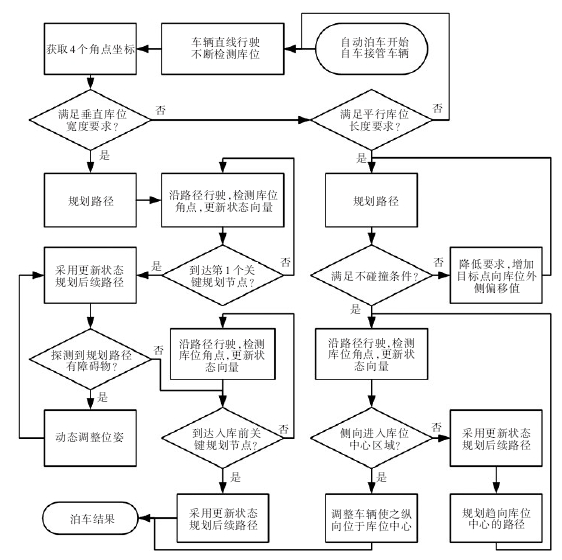 获取4个角点坐标
车辆直线行驶
不断检测库位
自动泊车开始
自车接管车辆
满足垂直库位
宽度要求?
否
满足平行库位
长度要求?
否
是
是
规划路径
沿路径行驶,检测库位
角点,更新状态向量
规划路径
采用更新状态
规划后续路径
是
到达第1个关
键规划节点?
否
满足不碰撞条件?
否
降低要求,增加
目标点向库位外
侧偏移值
是
探测到规划路径
有障碍物?
否
沿路径行驶,检测
库位角点,更新状
态向量
沿路径行驶,检测
库位角点,更新状
态向量
是
动态调整位姿
到达入库前关
键规划节点?
否
侧向进入库位
中心区域?
否
采用更新状态
规划后续路径
是
是
泊车结果
采用更新状态
规划后续路径
调整车辆使之纵
向位于库位中心
规划趋向库位
中心的路径